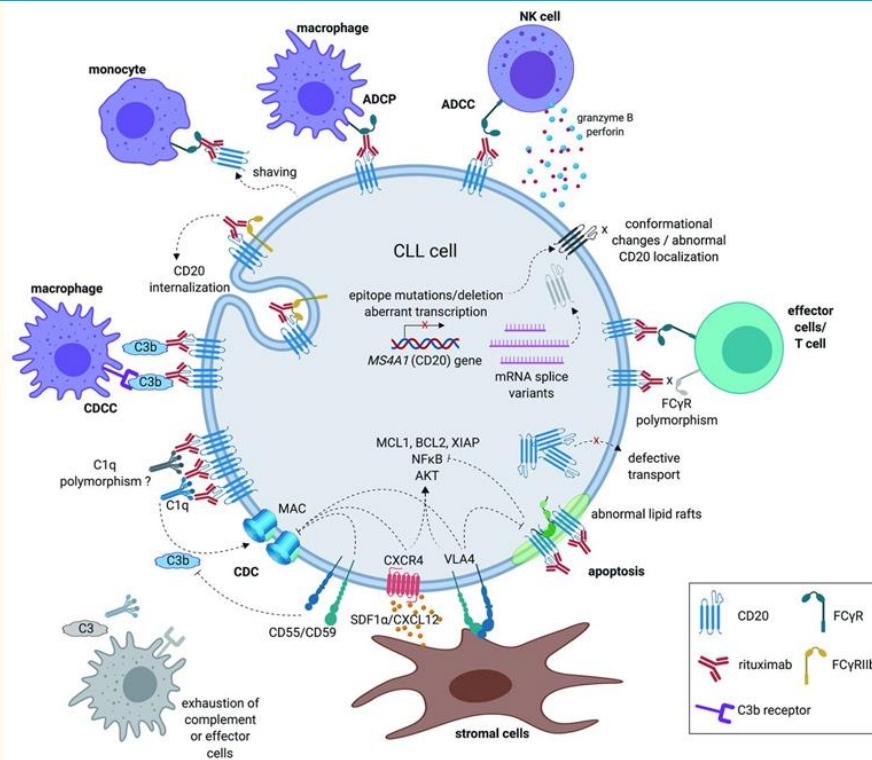 NK cell
macrophage
monocyte
ADCP
ADCC
granzyme B
perforin
shaving
conformational
changes / abnormal
CD20 localization
CLL cell
CD20
internalization
epitope mutations/deletion
aberrant transcription
x
x
MS4A1 (CD20) gene
mRNA splice
variants
macrophage
effector
cells/
T cell
C3b
C3b
CDCC
x
FCγR
polymorphism
MCL1, BCL2, XIAP
NFκB
AKT
x
defective
transport
C1q
polymorphism ?
C1q
MAC
abnormal lipid rafts
C3b
CDC
CXCR4
VLA4
apoptosis
CD55/CD59
SDF1α/CXCL12
C3
exhaustion of
complement
or effector
cells
stromal cells
CD20
FCγR
rituximab
FCγRIIb
C3b receptor